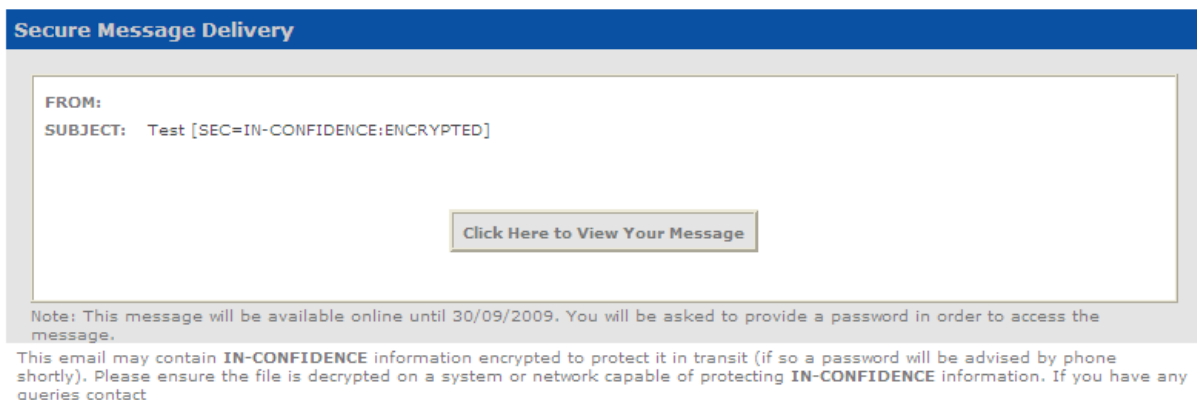 Secure Message Delivery
FROM:
SUBJECT: Test [SEC=IN-CONFIDENCE:ENCRYPTED]
Click Here to View Your Message
Note: This message will be available online until 30/09/2009. You will be asked to provide a password in order to access the
message.
This email may contain IN-CONFIDENCE information encrypted to protect it in transit (if so a password will be advised by phone
shortly). Please ensure the file is decrypted on a system or network capable of protecting IN-CONFIDENCE information. If you have any
queries contact